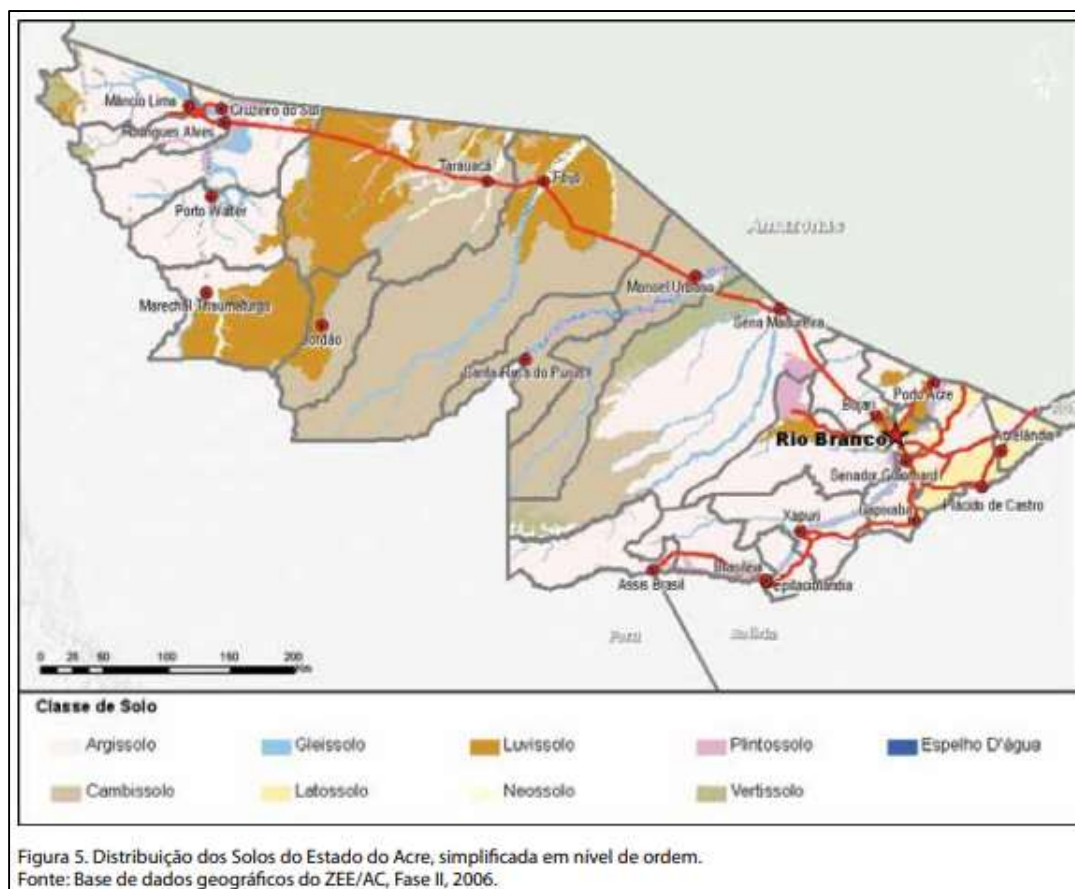 Mâncio Lima
Cruzeiro do Sul
Rodrigues Alves
Tarauacá
Feijó
Porto Walter
Amazonas
Manoel Urbano
Marechal Thaumaturgo
Jordão
Sena Madureira
Santa Rosa do Purus
Bujari
Porto Acre
Rio Branco
Acrelândia
Senador Guiomard
Plácido de Castro
Capixaba
Xapuri
Brasiléia
Assis Brasil
Epitaciolândia
Peru
Bolívia
0 25 50 100 150 200
Km
Classe de Solo
Argissolo
Gleissolo
Luvissolo
Plintossolo
Espelho D'água
Cambissolo
Latossolo
Neossolo
Vertissolo
Figura 5. Distribuição dos Solos do Estado do Acre, simplificada em nível de ordem.
Fonte: Base de dados geográficos do ZEE/AC, Fase II, 2006.